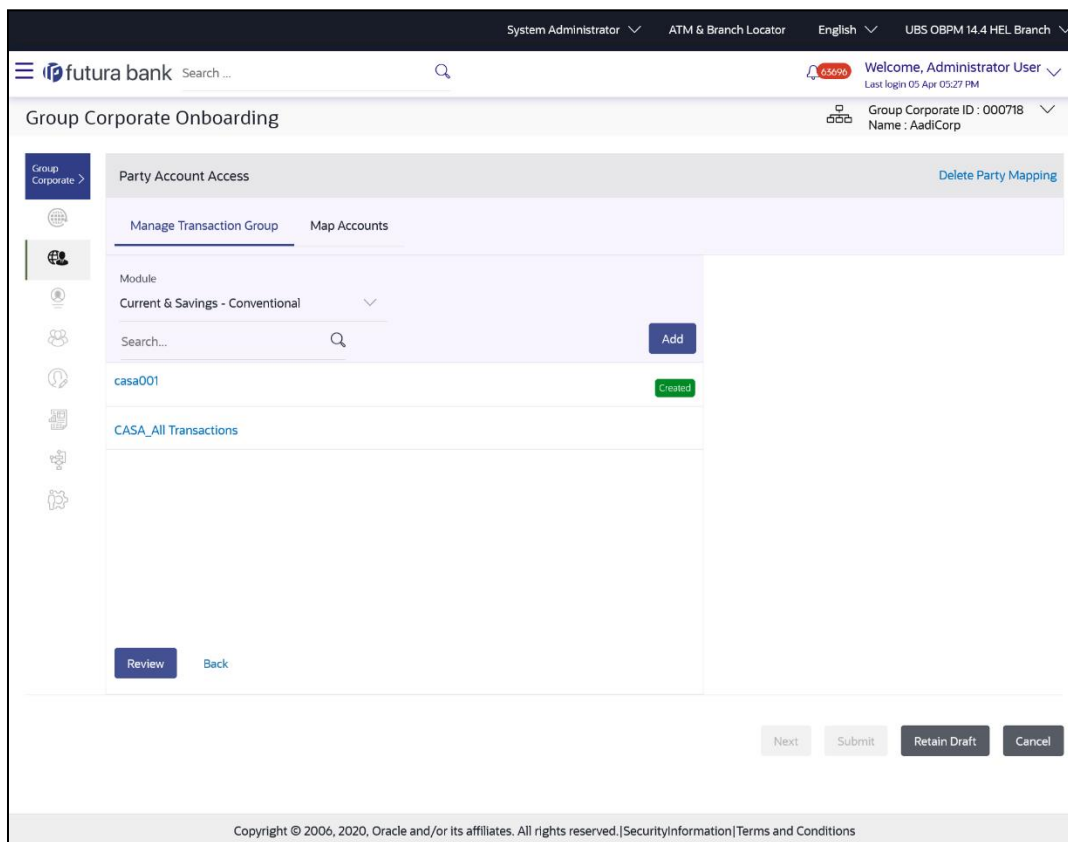 System Administrator ATM & Branch Locator English UBS OBPM 14.4 HEL Branch
futura bank Search ... 63696 Welcome, Administrator User
Last login 05 Apr 05:27 PM
Group Corporate Onboarding Group Corporate ID : 000718
Name : AadiCorp
Group
Corporate >
Party Account Access Delete Party Mapping
Manage Transaction Group Map Accounts
Module
Current & Savings - Conventional
Search... Add
casa001 Created
CASA_All Transactions
Review Back
Next Submit Retain Draft Cancel
Copyright © 2006, 2020, Oracle and/or its affiliates. All rights reserved.|SecurityInformation|Terms and Conditions